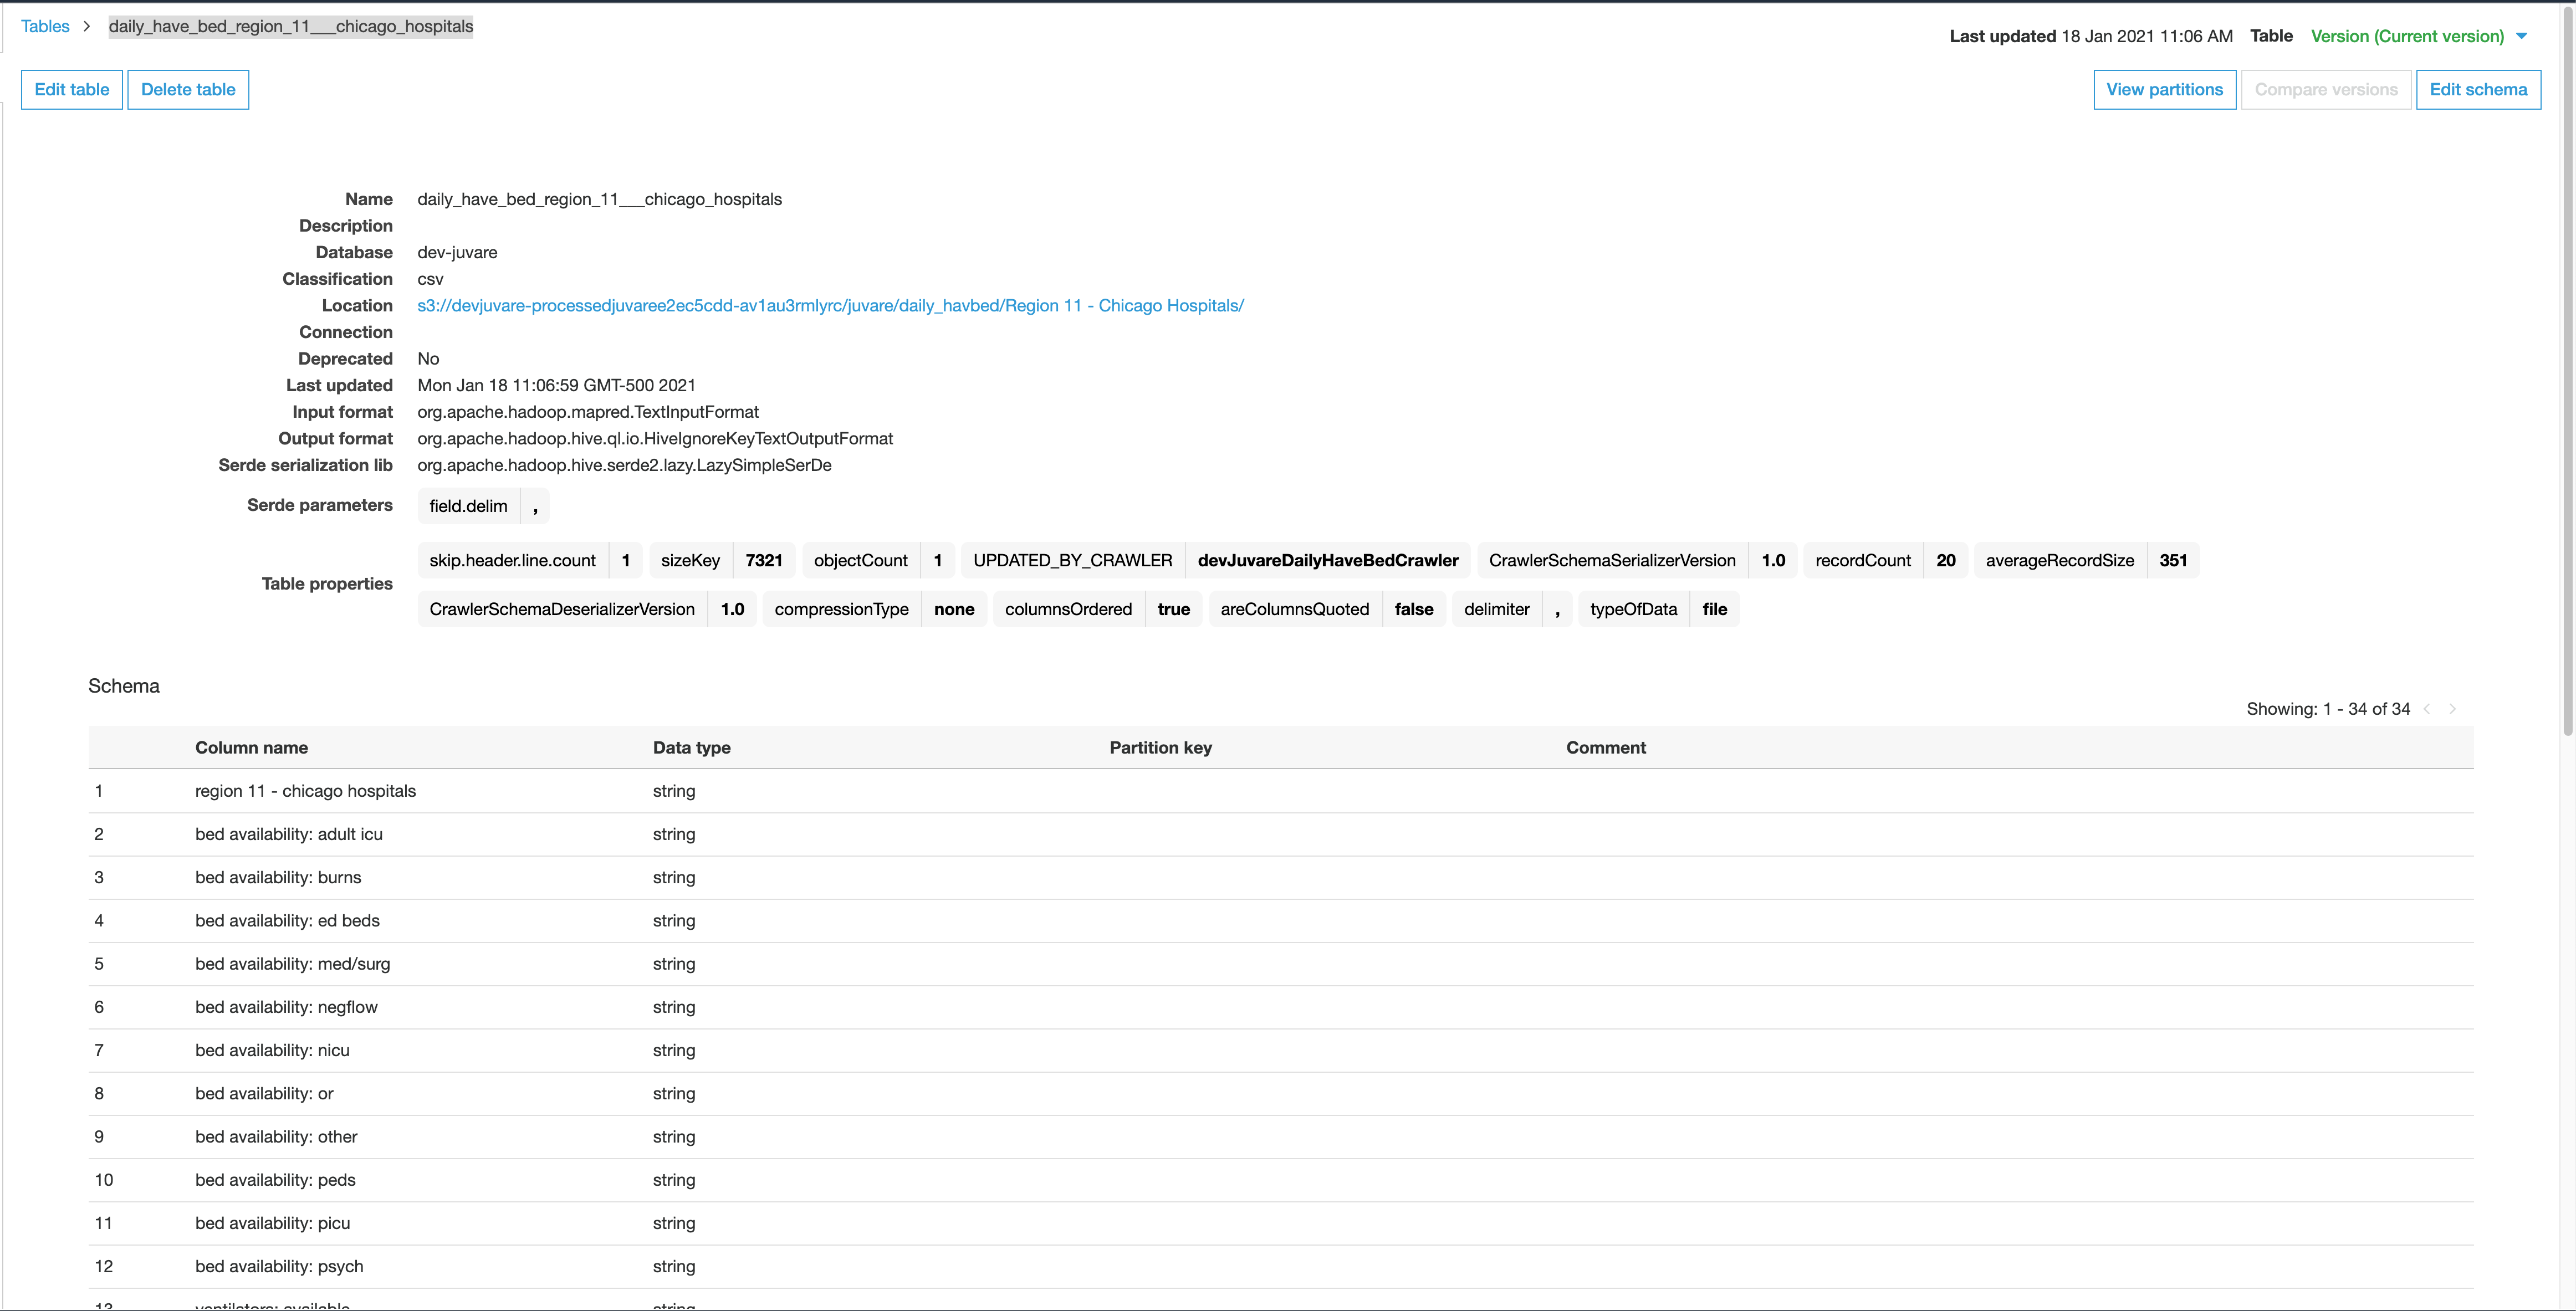 Tables > daily_have_bed_region_11___chicago_hospitals
Last updated 18 Jan 2021 11:06 AM Table Version (Current version)
Edit table Delete table
View partitions Compare versions Edit schema
Name daily_have_bed_region_11___chicago_hospitals
Description
Database dev-juvare
Classification csv
Location s3://devjuvare-processedjuvaree2ec5cdd-av1au3rmlyrc/juvare/daily_havbed/Region 11 - Chicago Hospitals/
Connection
Deprecated No
Last updated Mon Jan 18 11:06:59 GMT-500 2021
Input format org.apache.hadoop.mapred.TextInputFormat
Output format org.apache.hadoop.hive.ql.io.HiveIgnoreKeyTextOutputFormat
Serde serialization lib org.apache.hadoop.hive.serde2.lazy.LazySimpleSerDe
Serde parameters field.delim ,
Table properties
skip.header.line.count 1 sizeKey 7321 objectCount 1 UPDATED_BY_CRAWLER devJuvareDailyHaveBedCrawler CrawlerSchemaSerializerVersion 1.0 recordCount 20 averageRecordSize 351
CrawlerSchemaDeserializerVersion 1.0 compressionType none columnsOrdered true areColumnsQuoted false delimiter , typeOfData file
Schema
Showing: 1 - 34 of 34 < >
Column name Data type Partition key Comment
1 region 11 - chicago hospitals string
2 bed availability: adult icu string
3 bed availability: burns string
4 bed availability: ed beds string
5 bed availability: med/surg string
6 bed availability: negflow string
7 bed availability: nicu string
8 bed availability: or string
9 bed availability: other string
10 bed availability: peds string
11 bed availability: picu string
12 bed availability: psych string
13 ventilators: available string